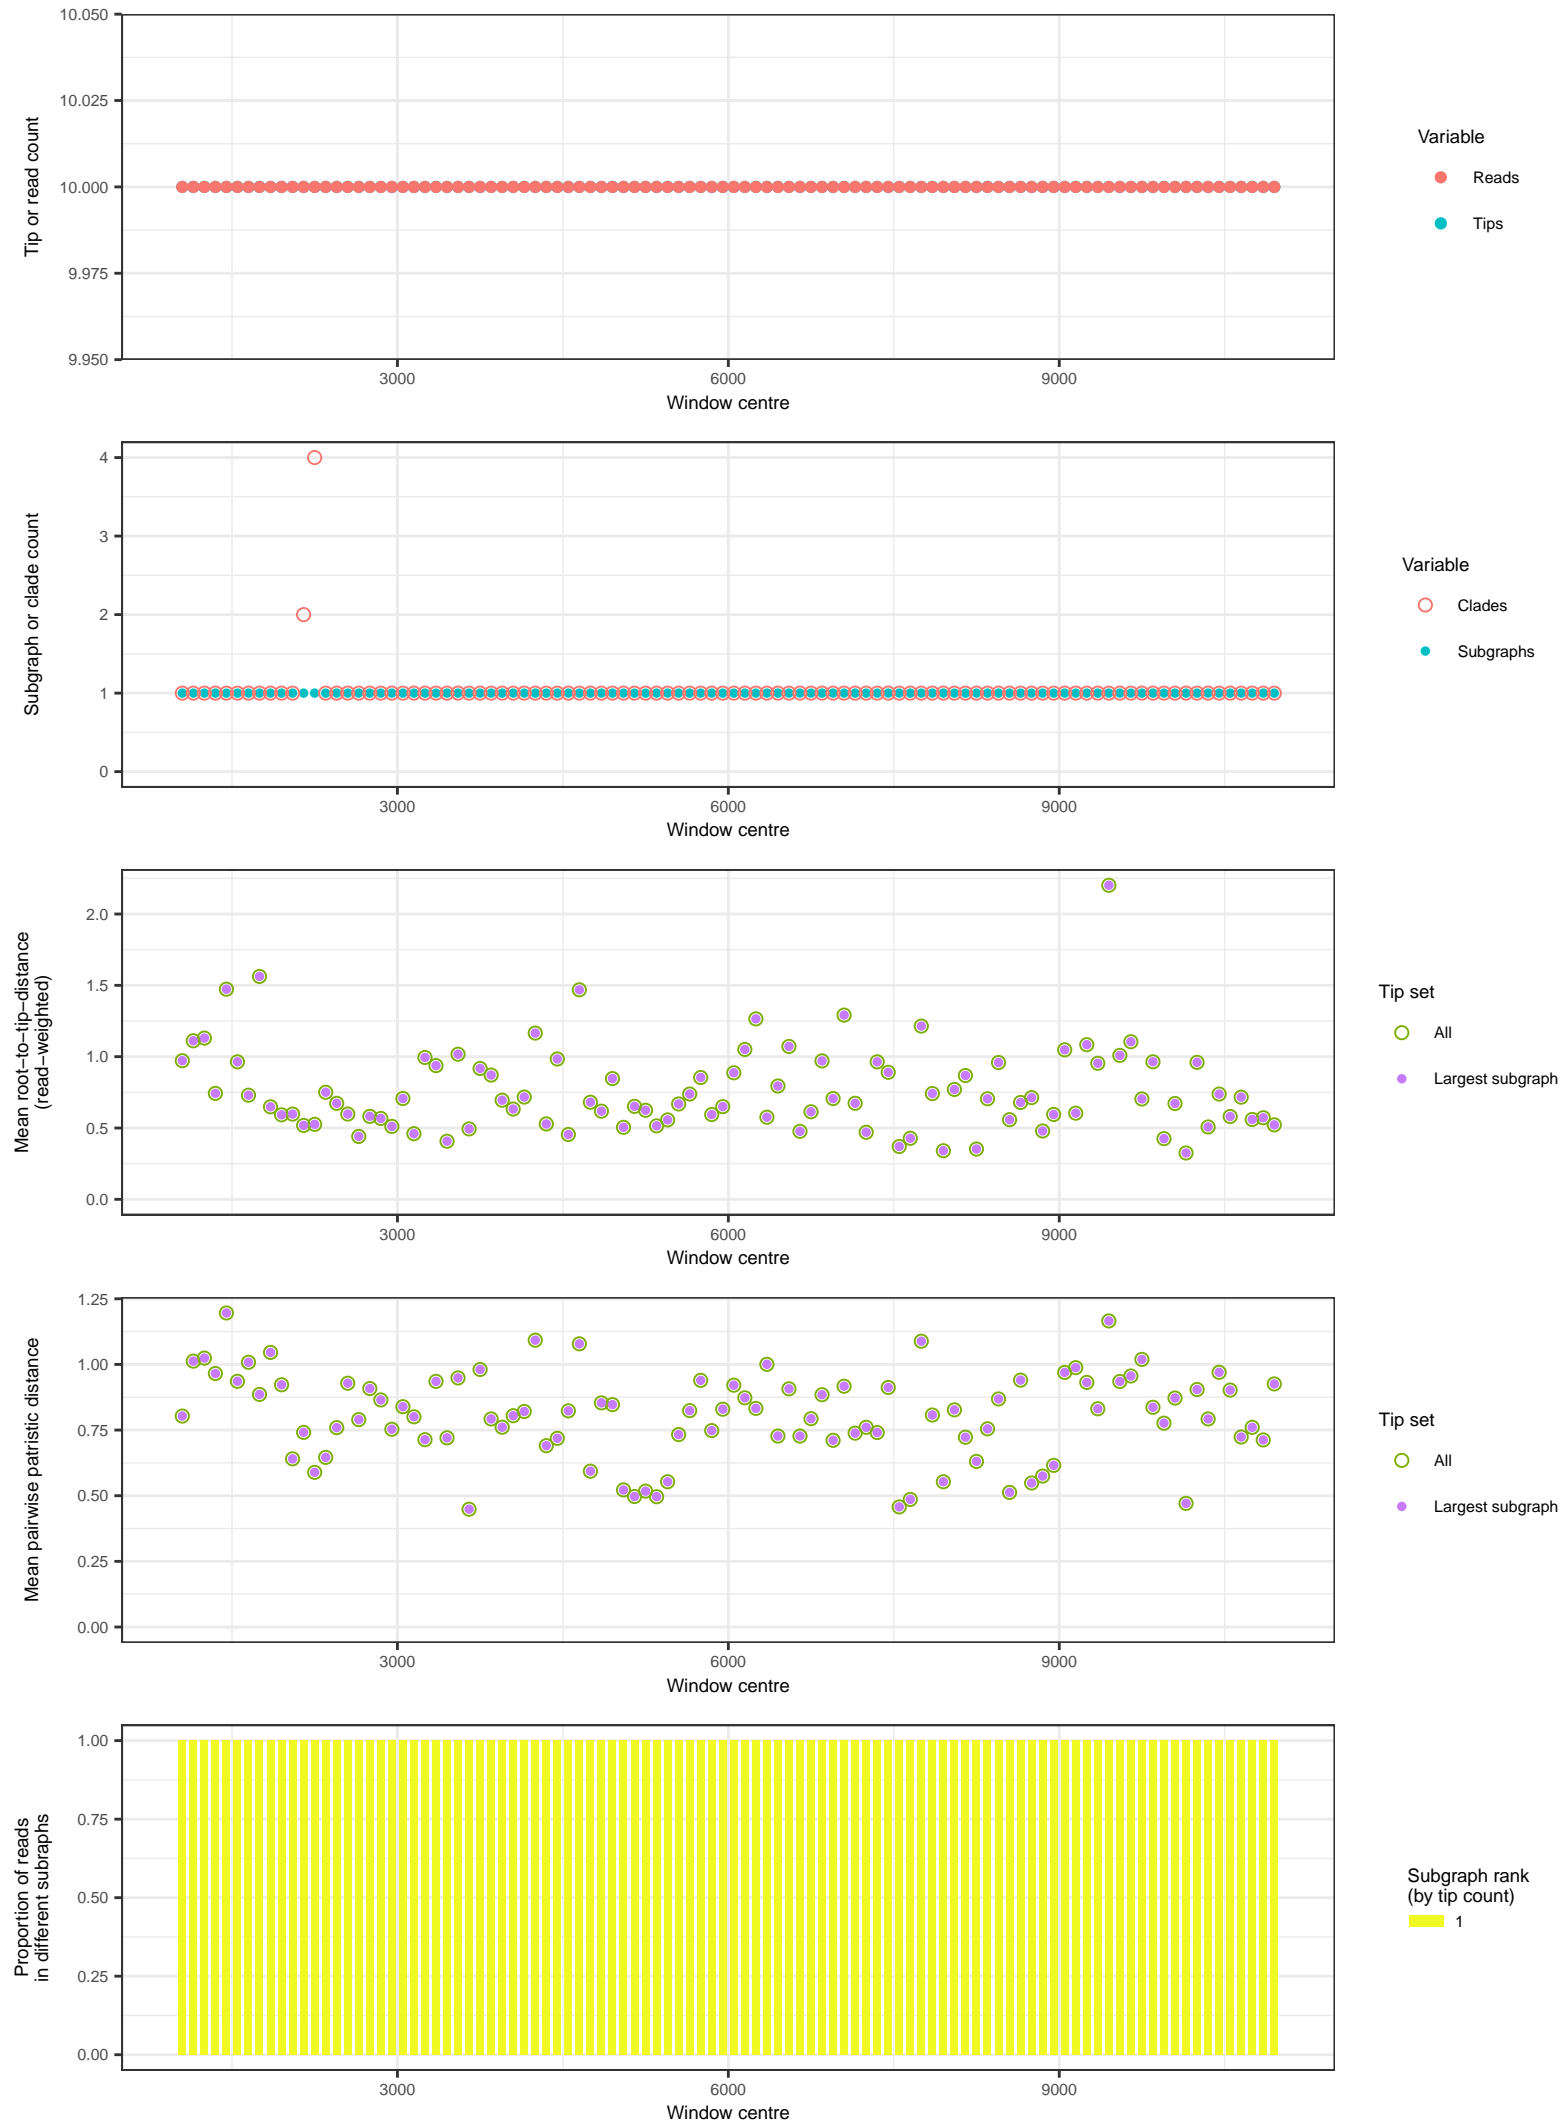 10.050
10.025
10.000
9.975
9.950
Tip or read count
3000
6000
9000
Window centre
Variable
Reads
Tips
4
3
2
1
0
Subgraph or clade count
3000
6000
9000
Window centre
Variable
Clades
Subgraphs
2.0
1.5
1.0
0.5
0.0
Mean root−to−tip−distance
(read−weighted)
3000
6000
9000
Window centre
Tip set
All
Largest subgraph
1.25
1.00
0.75
0.50
0.25
0.00
Mean pairwise patristic distance
3000
6000
9000
Window centre
Tip set
All
Largest subgraph
1.00
0.75
0.50
0.25
0.00
Proportion of reads
in different subraphs
3000
6000
9000
Window centre
Subgraph rank
(by tip count)
1